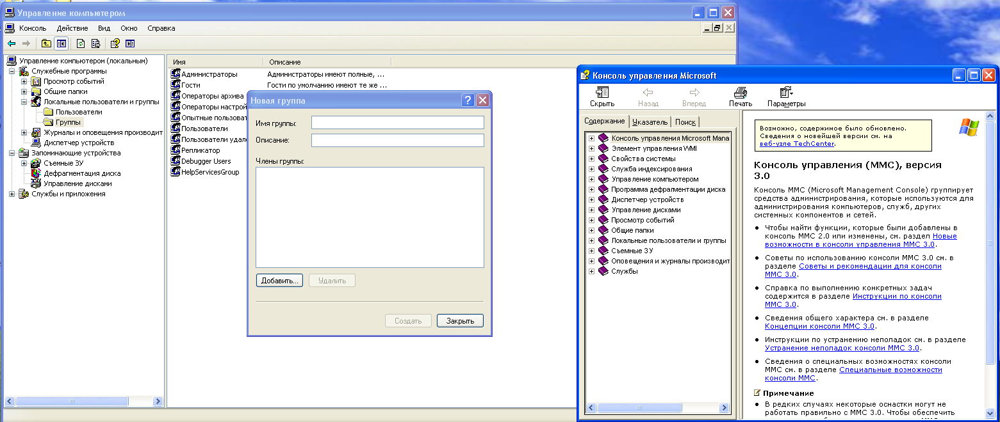 Управление компьютером
Консоль Действие Вид Окно Справка
Управление компьютером (локальным)
Служебные программы
Просмотр событий
Общие папки
Локальные пользователи и группы
Пользователи
Группы
Журналы и оповещения производит
Диспетчер устройств
Запоминающие устройства
Съемные ЗУ
Дефрагментация диска
Управление дисками
Службы и приложения
Имя Описание
Администраторы Администраторы имеют полные, ...
Гости Гости по умолчанию имеют те же ...
Операторы архива
Операторы настрой
Опытные пользоват
Пользователи
Пользователи удале
Репликатор
Debugger Users
HelpServicesGroup
Новая группа
Имя группы:
Описание:
Члены группы:
Добавить... Удалить
Создать Закрыть
Консоль управления Microsoft
Скрыть Назад Вперед Печать Параметры
Содержание Указатель Поиск
Консоль управления Microsoft Mana
Элемент управления WMI
Свойства системы
Служба индексирования
Управление компьютером
Программа дефрагментации диска
Диспетчер устройств
Управление дисками
Просмотр событий
Общие папки
Локальные пользователи и группы
Съемные ЗУ
Оповещения и журналы производит
Службы
Возможно, содержимое было обновлено.
Сведения о новейшей версии см. на
веб-узле TechCenter.
Консоль управления (MMC), версия
3.0
Консоль MMC (Microsoft Management Console) группирует
средства администрирования, которые используются для
администрирования компьютеров, служб, других
системных компонентов и сетей.
• Чтобы найти функции, которые были добавлены в
консоль MMC 2.0 или изменены, см. раздел Новые
возможности в консоли управления MMC 3.0.
• Советы по использованию консоли MMC 3.0 см. в
разделе Советы и рекомендации для консоли
MMC 3.0.
• Справка по выполнению конкретных задач
содержится в разделе Инструкции по консоли
MMC 3.0.
• Сведения общего характера см. в разделе
Концепции консоли MMC 3.0.
• Инструкции по устранению неполадок см. в разделе
Устранение неполадок консоли MMC 3.0.
• Сведения о специальных возможностях консоли
MMC см. в разделе Специальные возможности
консоли MMC.
Примечание
• В редких случаях некоторые оснастки могут не
работать правильно с MMC 3.0. Чтобы обеспечить